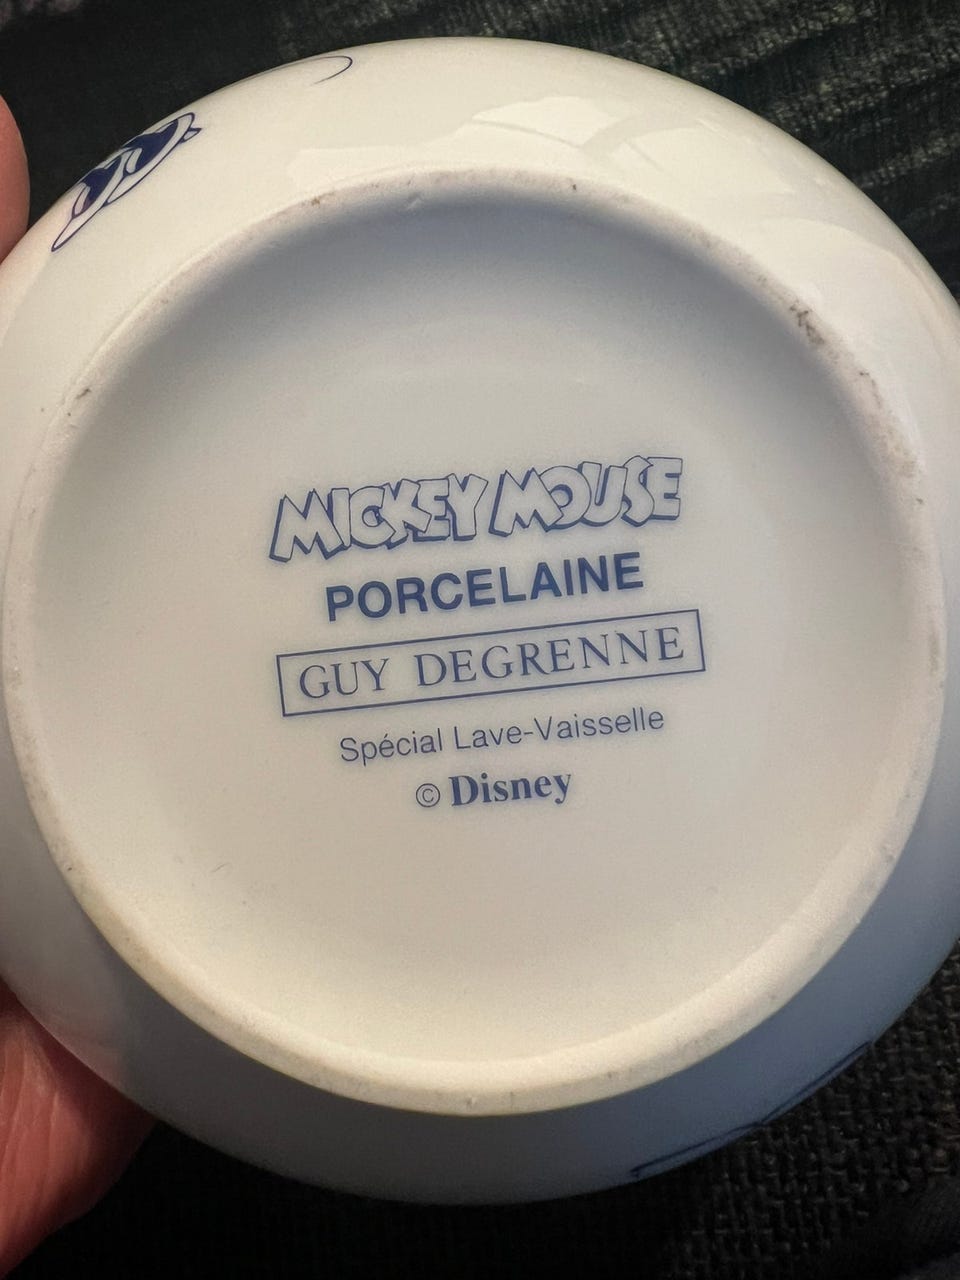 MICKEY MOUSE
PORCELAINE
GUY DEGRENNE
Spécial Lave-Vaisselle
© Disney